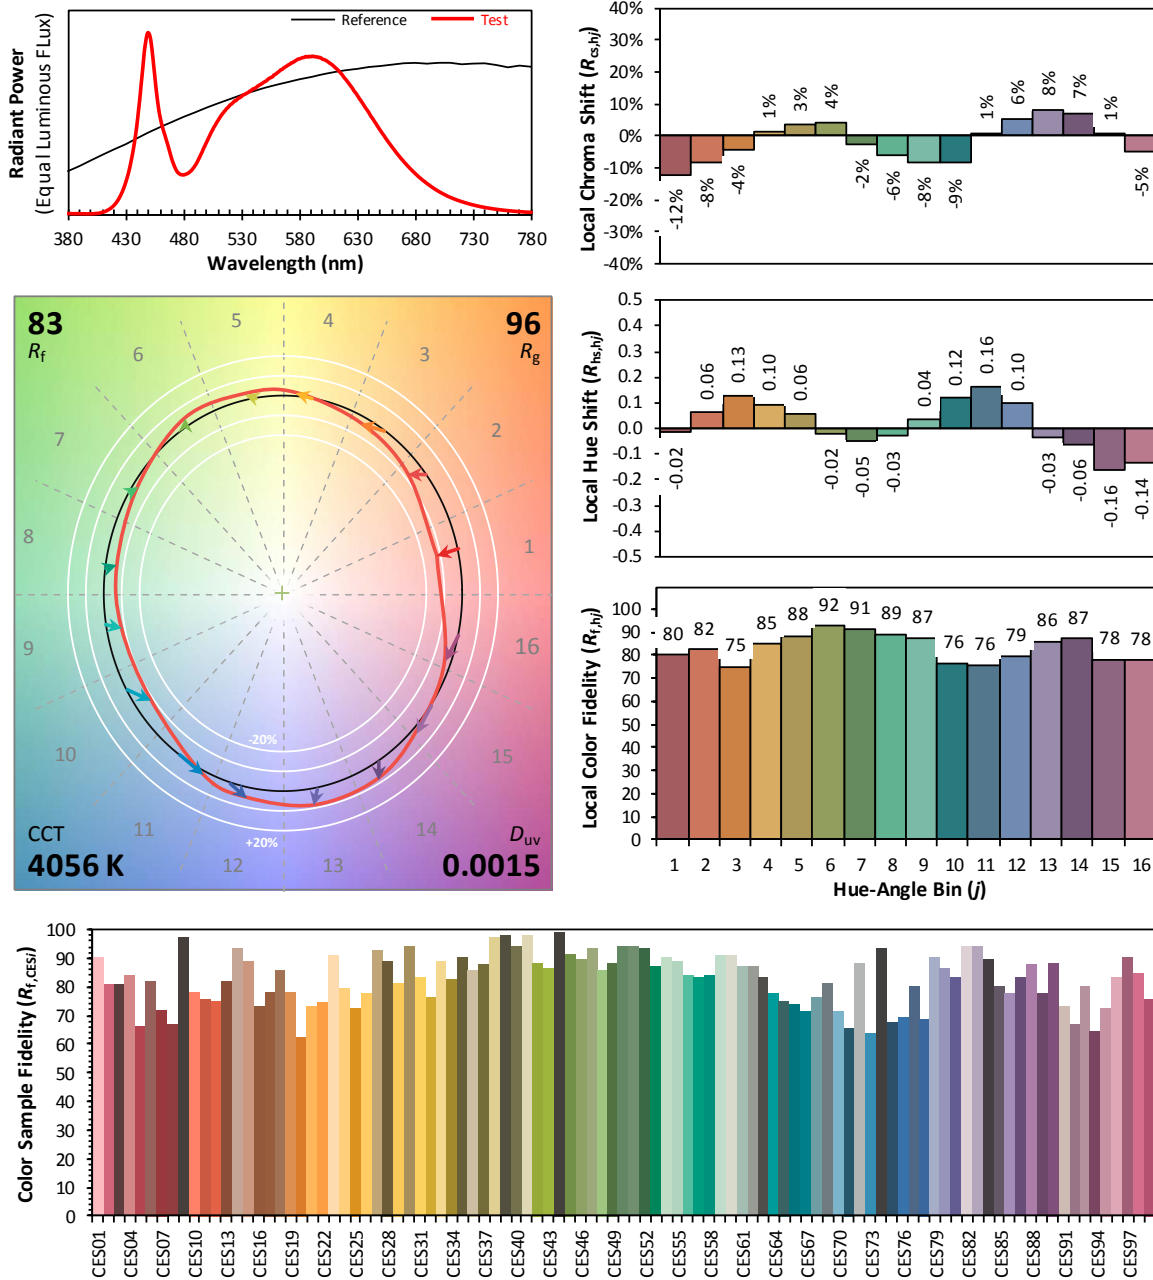 Reference Test
Radiant Power
(Equal Luminous FLux)
380 430 480 530 580 630 680 730 780
Wavelength (nm)
Local Chroma Shift (Rcs,hj)
40%
30%
20%
10%
0%
-10%
-20%
-30%
-40%
-12% -8% -4% 1% 3% 4% -2% -6% -8% -9% 1% 6% 8% 7% 1% -5%
83
Rf
96
Rg
5 4
6 3
7 2
8 1
9 16
10 15
11 14
12 13
-20%
+20%
CCT
4056 K
Duv
0.0015
Local Hue Shift (Rhs,hj)
0.5
0.4
0.3
0.2
0.1
0.0
-0.1
-0.2
-0.3
-0.4
-0.5
-0.02 0.06 0.13 0.10 0.06 -0.02 -0.05 -0.03 0.04 0.12 0.16 0.10 -0.03 -0.06 -0.16 -0.14
Local Color Fidelity (Rf,hj)
100
90
80
70
60
50
40
30
20
10
0
80 82 75 85 88 92 91 89 87 76 76 79 86 87 78 78
1 2 3 4 5 6 7 8 9 10 11 12 13 14 15 16
Hue-Angle Bin (j)
Color Sample Fidelity (Rf,CESi)
100
90
80
70
60
50
40
30
20
10
0
CES01 CES04 CES07 CES10 CES13 CES16 CES19 CES22 CES25 CES28 CES31 CES34 CES37 CES40 CES43 CES46 CES49 CES52 CES55 CES58 CES61 CES64 CES67 CES70 CES73 CES76 CES79 CES82 CES85 CES88 CES91 CES94 CES97